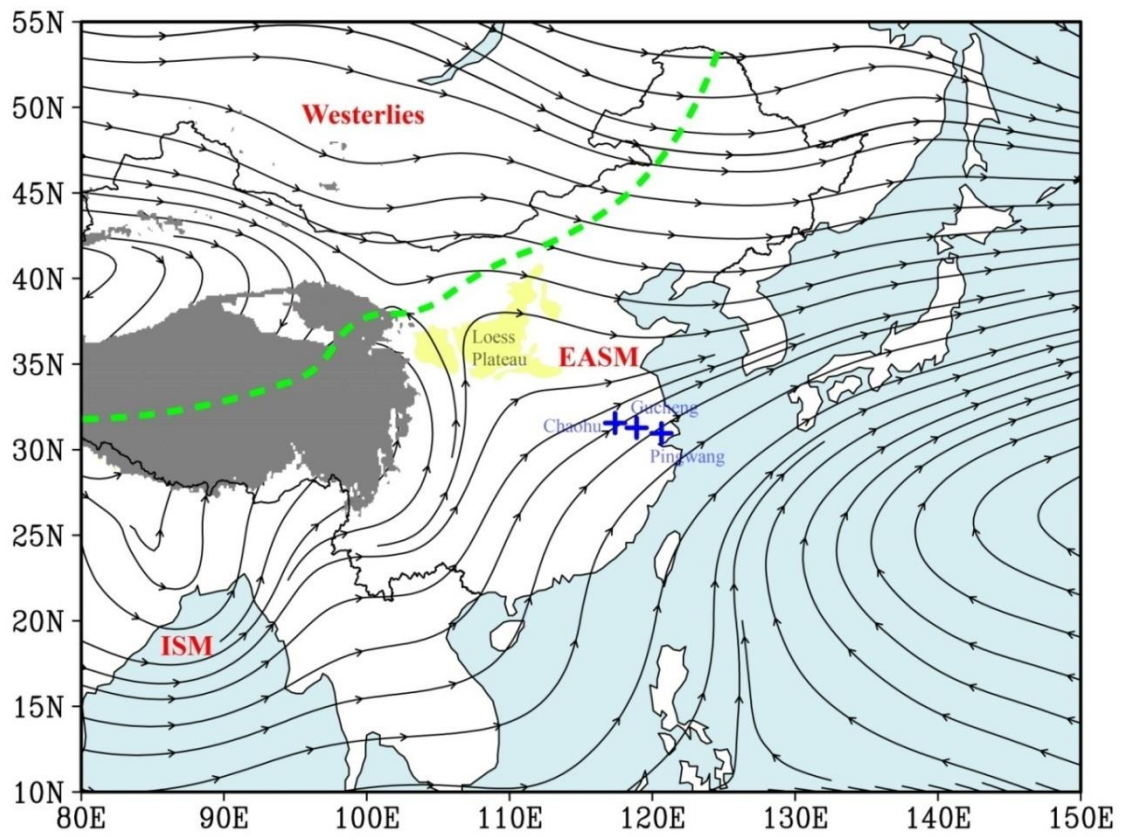 55N
50N
Westerlies
45N
40N
Loess
Plateau
35N
EASM
Gucheng
Chaohu
30N
Pingwang
25N
20N
ISM
15N
10N
80E 90E 100E 110E 120E 130E 140E 150E